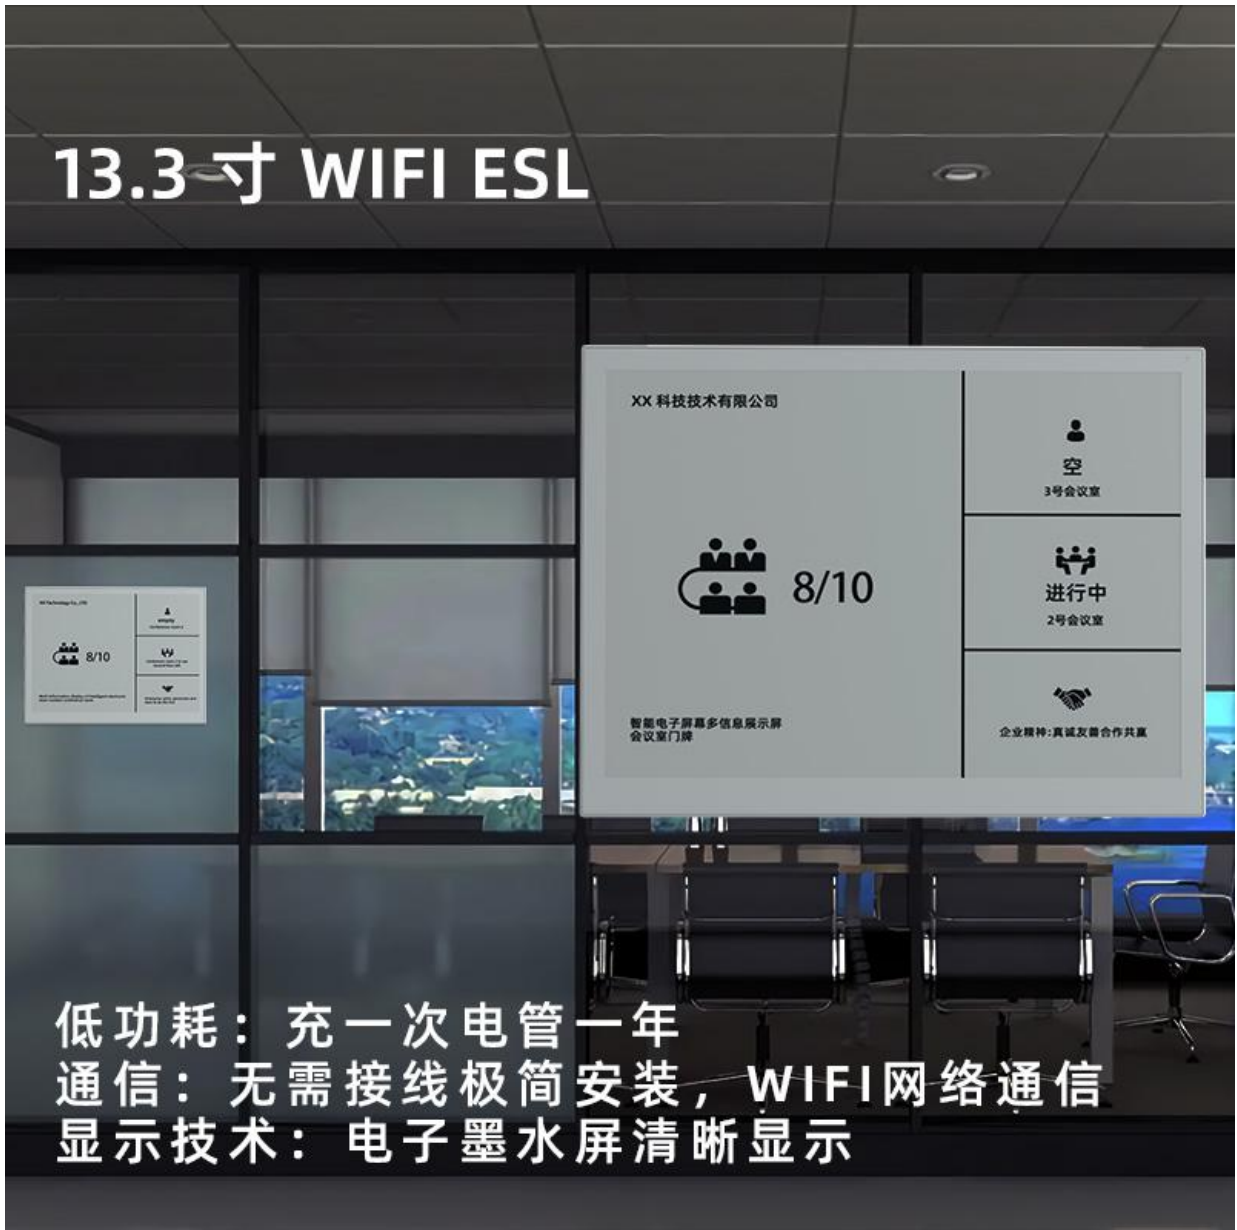 13.3寸 WIFI ESL
XX 科技技术有限公司
8/10
智能电子屏幕多信息展示屏
会议室门牌
空
3号会议室
进行中
2号会议室
企业精神:真诚友善合作共赢
XX Technology Co., LTD
8/10
empty
低功耗：充一次电管一年
通信：无需接线极简安装，WIFI网络通信
显示技术：电子墨水屏清晰显示